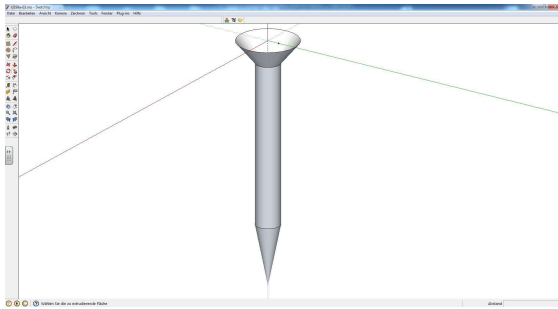 Datei Bearbeiten Ansicht Kamera Zeichnen Tools Fenster Plug-ins Hilfe
Wählen Sie die zu extrudierende Fläche
Abstand